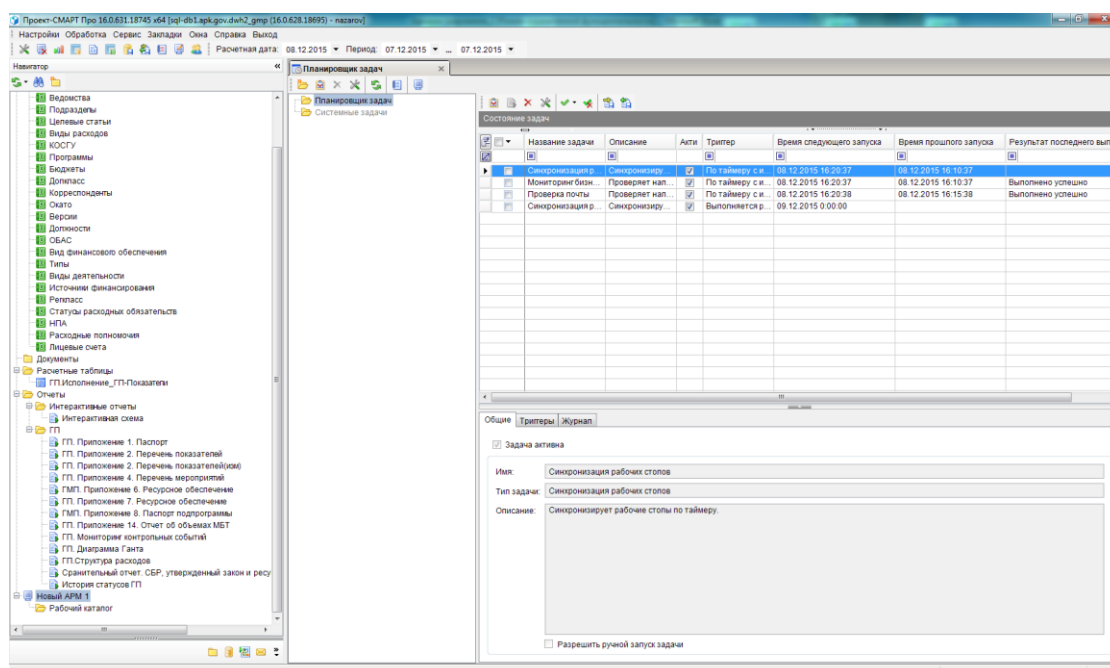 Проект-СМАРТ Про 16.0.631.18745 x64 [sql-db1.apk.gov.dwh2_gmp (16.0.628.18695) - nazarov]
Настройки Обработка Сервис Закладки Окна Справка Выход
Расчетная дата: 08.12.2015 Период: 07.12.2015 ... 07.12.2015
Навигатор
Ведомства
Подразделы
Целевые статьи
Виды расходов
КОСГУ
Программы
Бюджеты
Допкласс
Корреспонденты
Окато
Версии
Должности
ОБАС
Вид финансового обеспечения
Типы
Виды деятельности
Источники финансирования
Регкласс
Статусы расходных обязательств
НПА
Расходные полномочия
Лицевые счета
Документы
Расчетные таблицы
ГП.Исполнение_ГП-Показатели
Отчеты
Интерактивные отчеты
Интерактивная схема
ГП
ГП. Приложение 1. Паспорт
ГП. Приложение 2. Перечень показателей
ГП. Приложение 2. Перечень показателей(изм)
ГП. Приложение 4. Перечень мероприятий
ГМП. Приложение 6. Ресурсное обеспечение
ГП. Приложение 7. Ресурсное обеспечение
ГМП. Приложение 8. Паспорт подпрограммы
ГП. Приложение 14. Отчет об объемах МБТ
ГП. Мониторинг контрольных событий
ГП. Диаграмма Ганта
ГП.Структура расходов
Сранительный отчет. СБР, утвержденный закон и ресу
История статусов ГП
Новый АРМ 1
Рабочий каталог
Планировщик задач
Планировщик задач
Системные задачи
Состояние задач
Название задачи Описание Акти Триггер Время следующего запуска Время прошлого запуска Результат последнего вып
Синхронизация р... Синхронизиру... По таймеру с и... 08.12.2015 16:20:37 08.12.2015 16:10:37
Мониторинг бизн... Проверяет нал... По таймеру с и... 08.12.2015 16:20:37 08.12.2015 16:10:37 Выполнено успешно
Проверка почты Проверяет нал... По таймеру с и... 08.12.2015 16:20:38 08.12.2015 16:15:38 Выполнено успешно
Синхронизация р... Синхронизиру... Выполняется р... 09.12.2015 0:00:00
Общие Триггеры Журнал
Задача активна
Имя: Синхронизация рабочих столов
Тип задачи: Синхронизация рабочих столов
Описание: Синхронизирует рабочие столы по таймеру.
Разрешить ручной запуск задачи